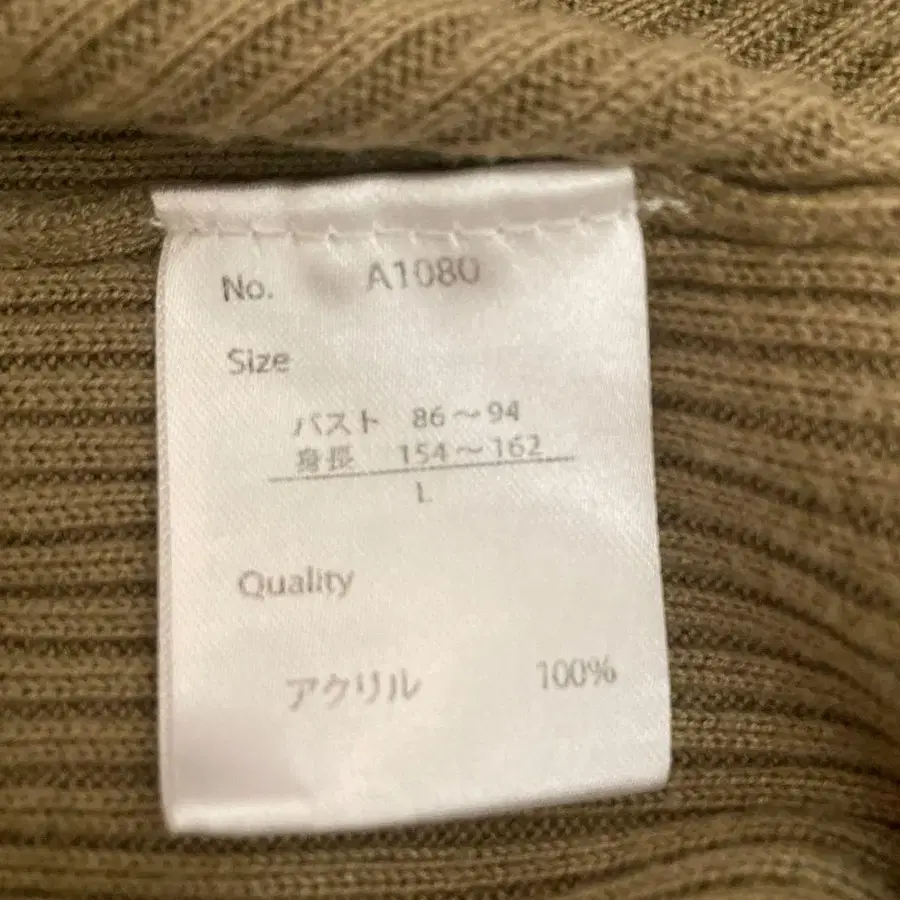 No. A1080
Size
バスト 86～94
身長 154～162
L
Quality
アクリル 100%